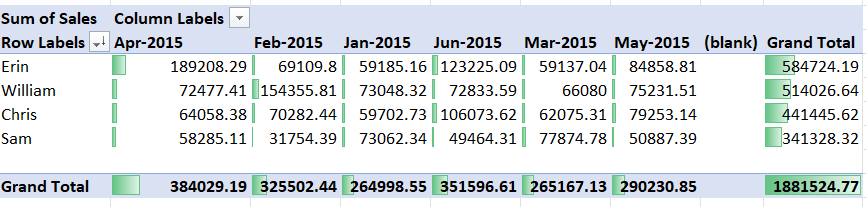 Sum of Sales Column Labels
Row Labels Apr-2015 Feb-2015 Jan-2015 Jun-2015 Mar-2015 May-2015 (blank) Grand Total
Erin 189208.29 69109.8 59185.16 123225.09 59137.04 84858.81 584724.19
William 72477.41 154355.81 73048.32 72833.59 66080 75231.51 514026.64
Chris 64058.38 70282.44 59702.73 106073.62 62075.31 79253.14 441445.62
Sam 58285.11 31754.39 73062.34 49464.31 77874.78 50887.39 341328.32
Grand Total 384029.19 325502.44 264998.55 351596.61 265167.13 290230.85 1881524.77